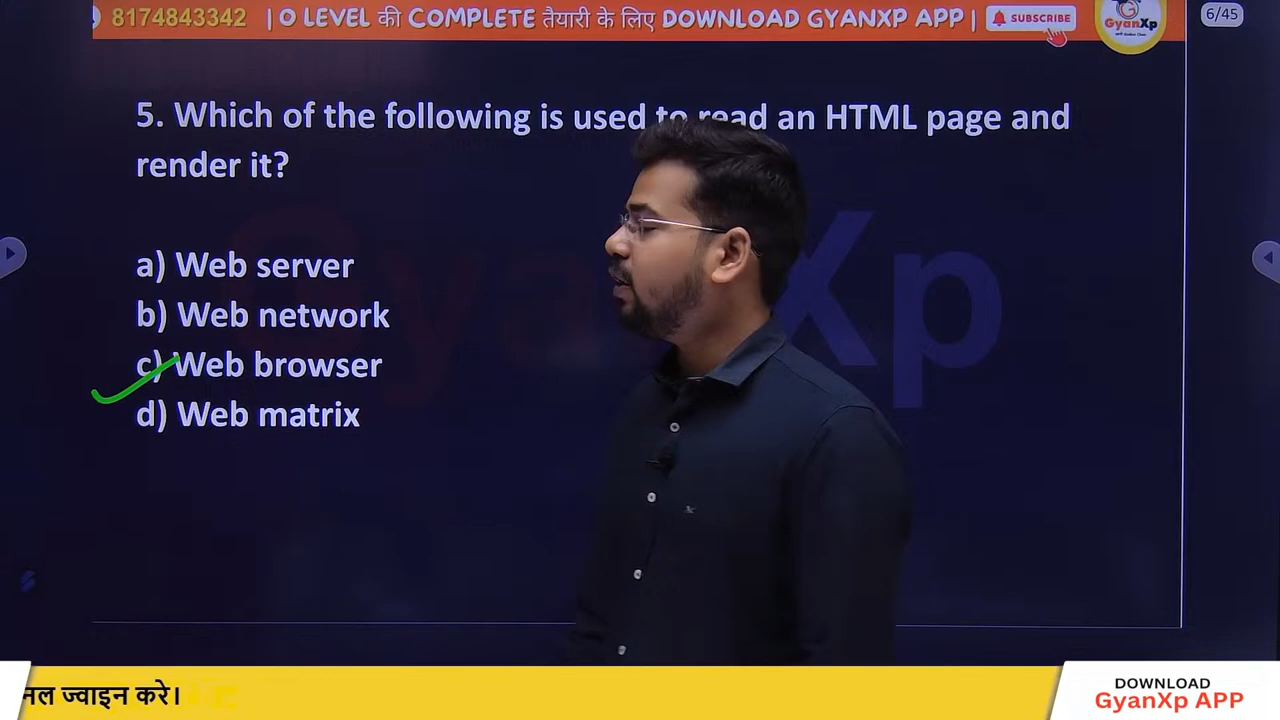 8174843342 | O LEVEL की COMPLETE तैयारी के लिए DOWNLOAD GYANXP APP | SUBSCRIBE
GyanXp
6/45
5. Which of the following is used to read an HTML page and
render it?
a) Web server
b) Web network
c) Web browser
d) Web matrix
GyanXp
ज्वाइन करे।
DOWNLOAD
GyanXp APP